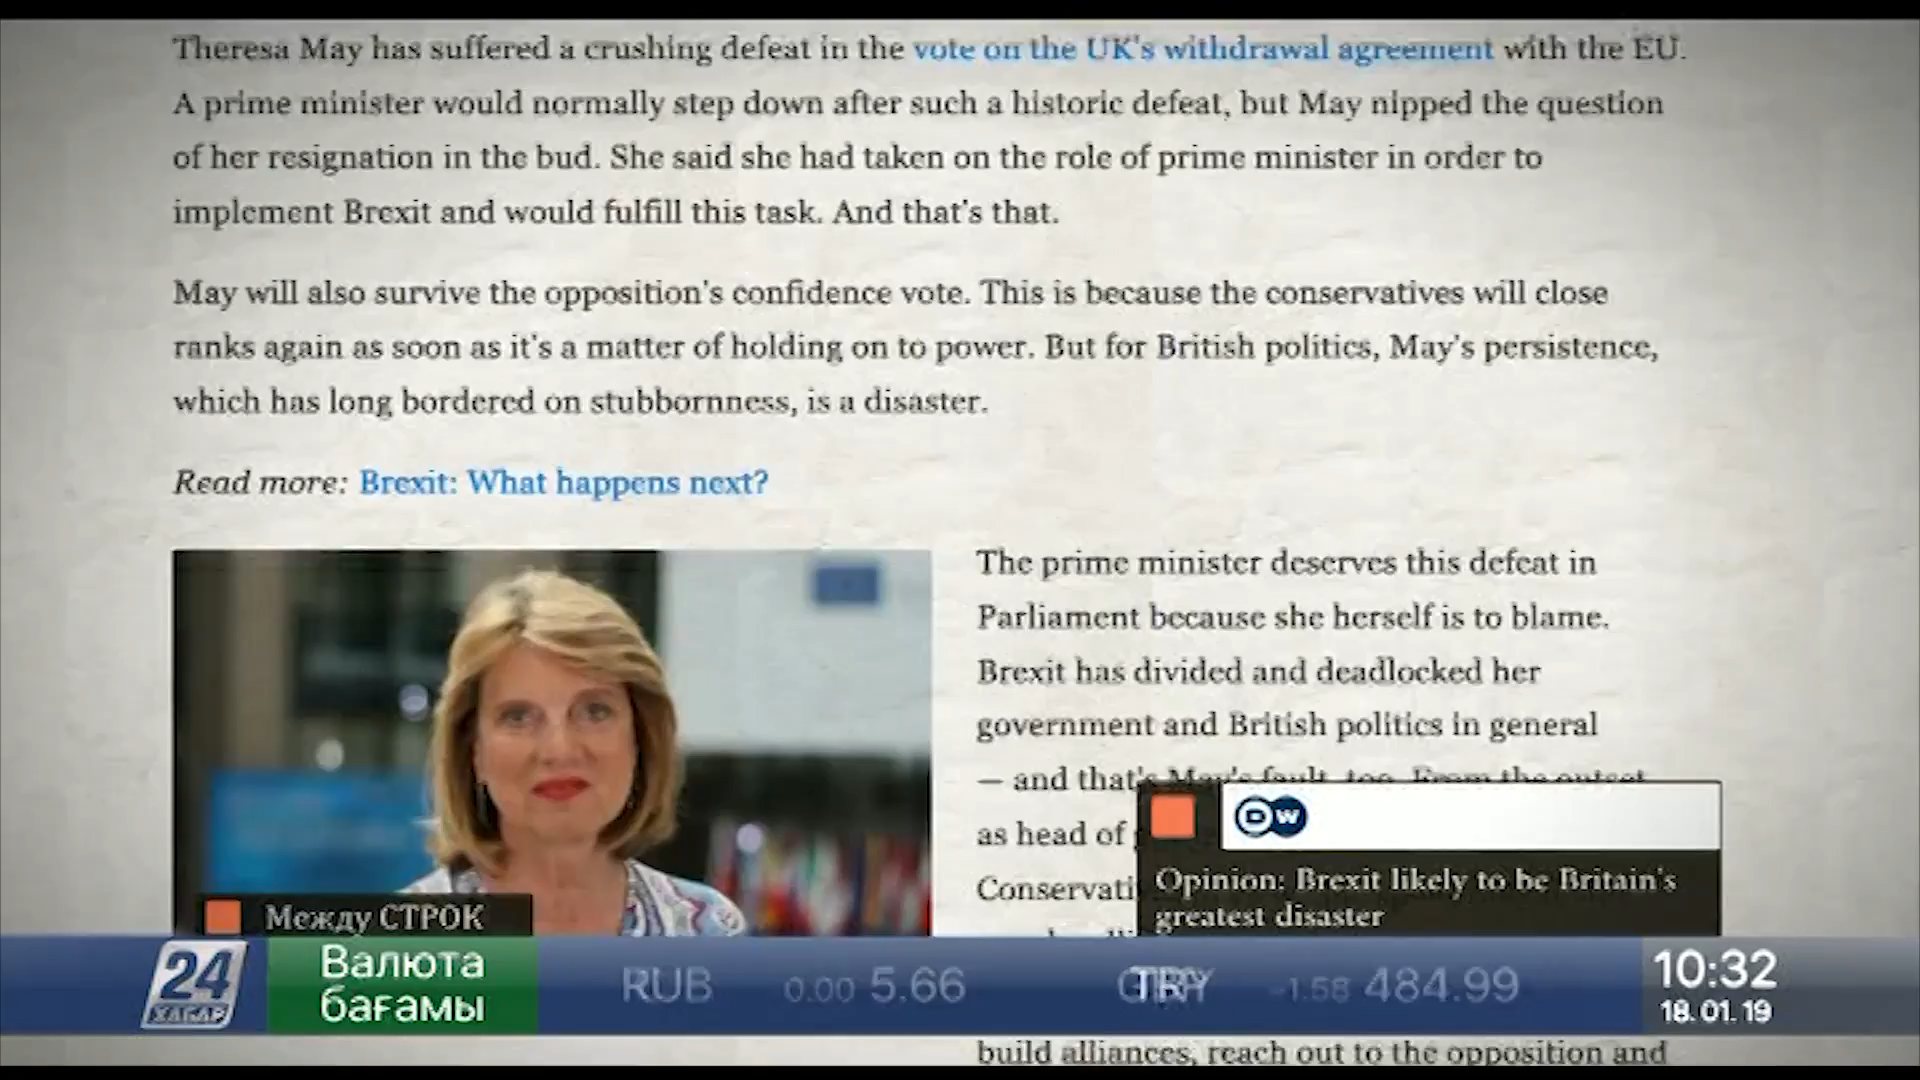 Theresa May has suffered a crushing defeat in the vote on the UK's withdrawal agreement with the EU.
A prime minister would normally step down after such a historic defeat, but May nipped the question
of her resignation in the bud. She said she had taken on the role of prime minister in order to
implement Brexit and would fulfill this task. And that's that.
May will also survive the opposition's confidence vote. This is because the conservatives will close
ranks again as soon as it's a matter of holding on to power. But for British politics, May's persistence,
which has long bordered on stubbornness, is a disaster.
Read more: Brexit: What happens next?
The prime minister deserves this defeat in
Parliament because she herself is to blame.
Brexit has divided and deadlocked her
government and British politics in general
— and that's May's fault, too. From the outset
as head of
Conservati
DW
Opinion: Brexit likely to be Britain's
greatest disaster
Между СТРОК
24
ХАБАР
Валюта
бағамы
RUB 0.00 5.66
TRY -1.58 484.99
10:32
18.01.19
build alliances, reach out to the opposition and